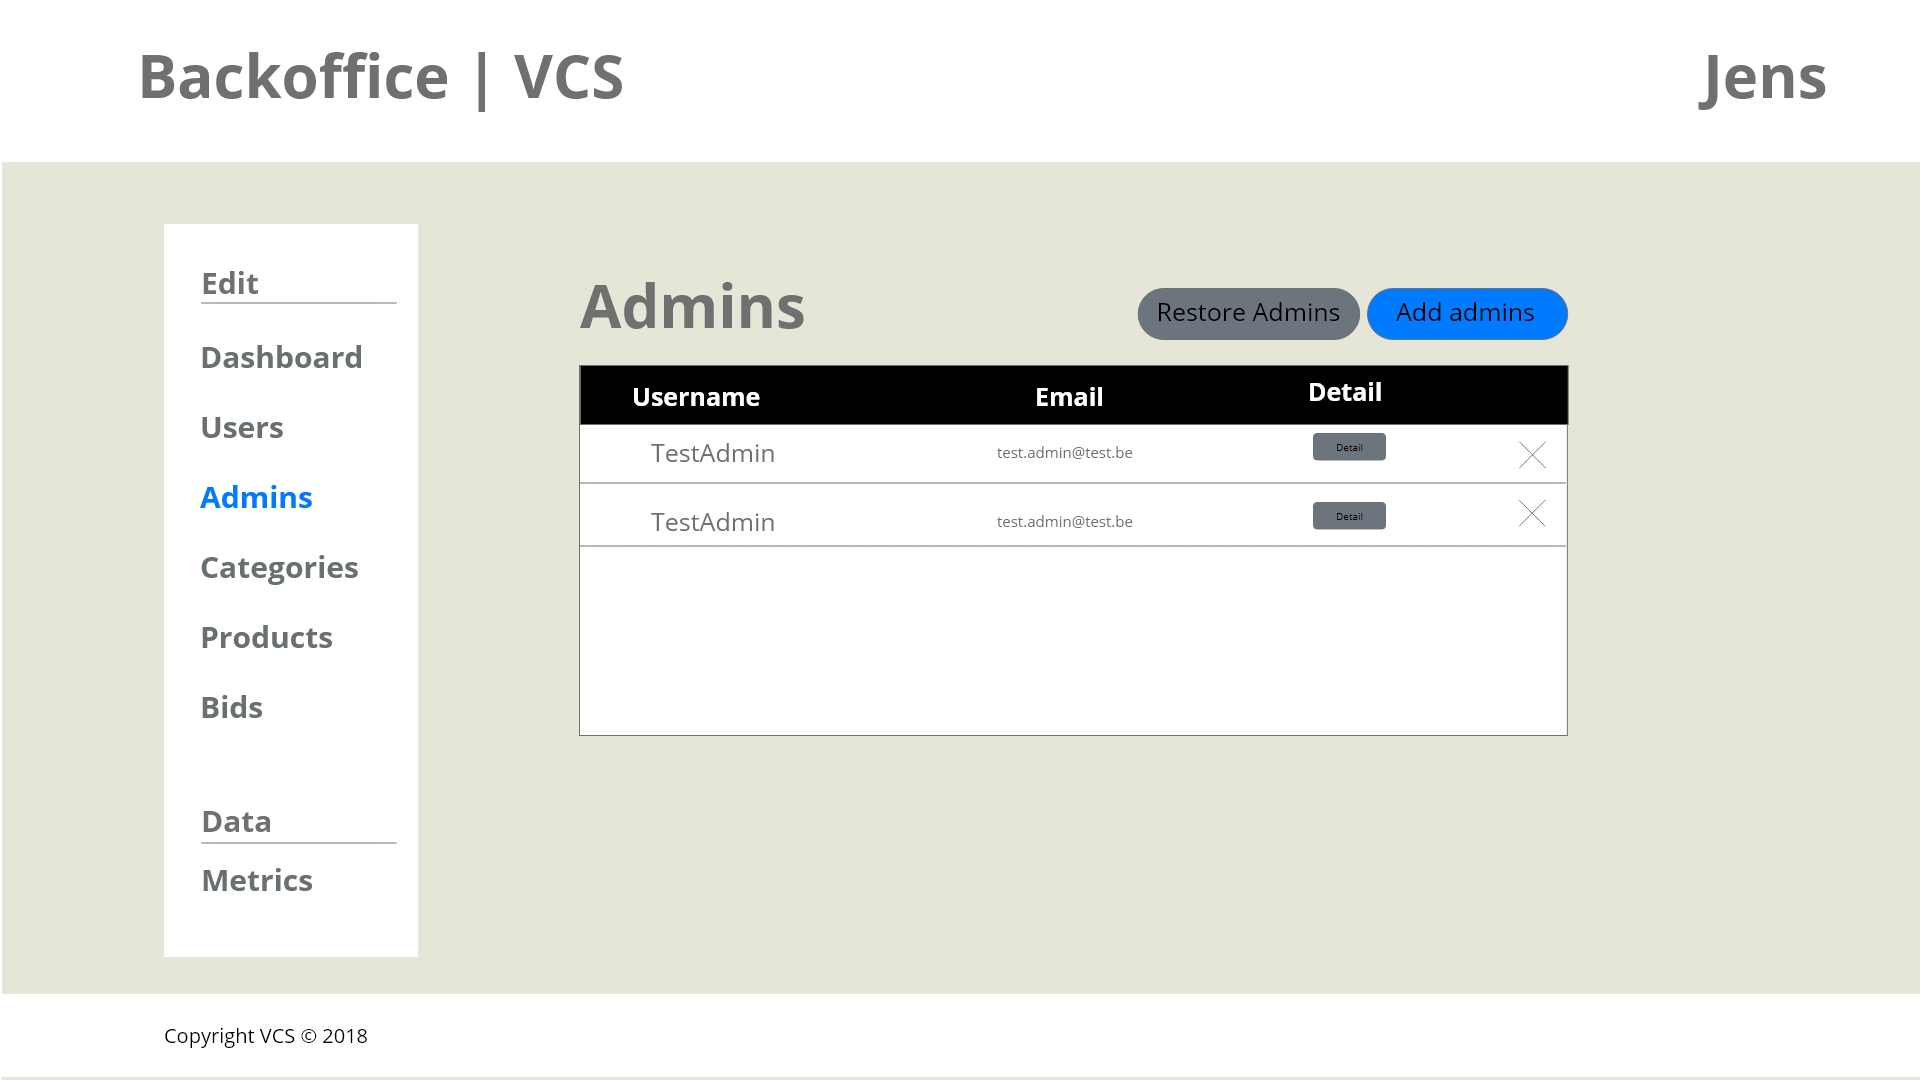 Backoffice | VCS
Jens
Edit
Dashboard
Users
Admins
Categories
Products
Bids
Data
Metrics
Admins
Restore Admins
Add admins
Username Email Detail
TestAdmin test.admin@test.be Detail
TestAdmin test.admin@test.be Detail
Copyright VCS © 2018